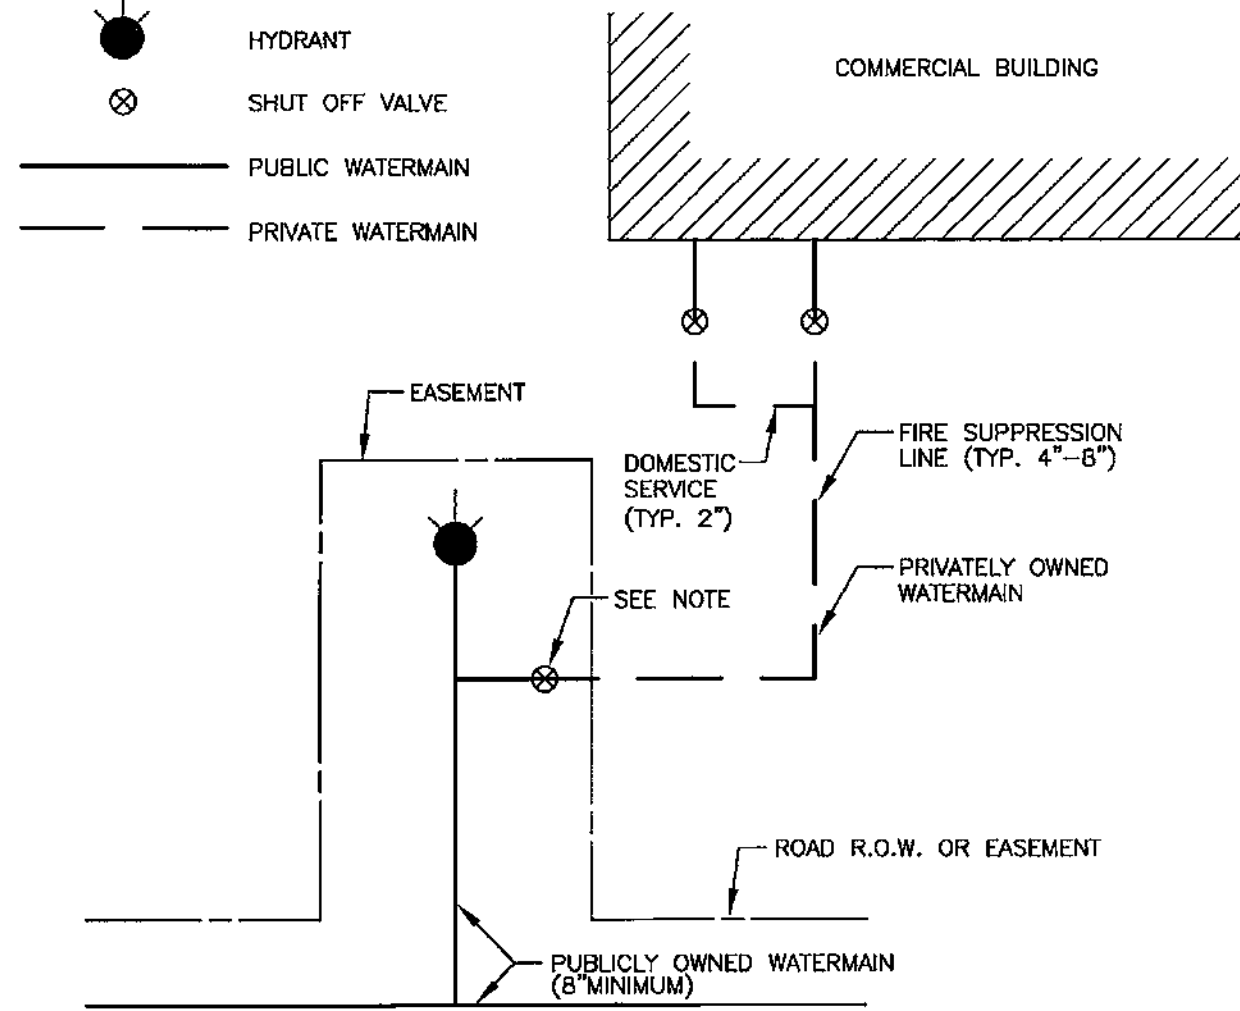 HYDRANT
SHUT OFF VALVE
PUBLIC WATERMAIN
PRIVATE WATERMAIN
COMMERCIAL BUILDING
EASEMENT
DOMESTIC
SERVICE
(TYP. 2")
FIRE SUPPRESSION
LINE (TYP. 4"-8")
PRIVATELY OWNED
WATERMAIN
SEE NOTE
ROAD R.O.W. OR EASEMENT
PUBLICLY OWNED WATERMAIN
(8"MINIMUM)